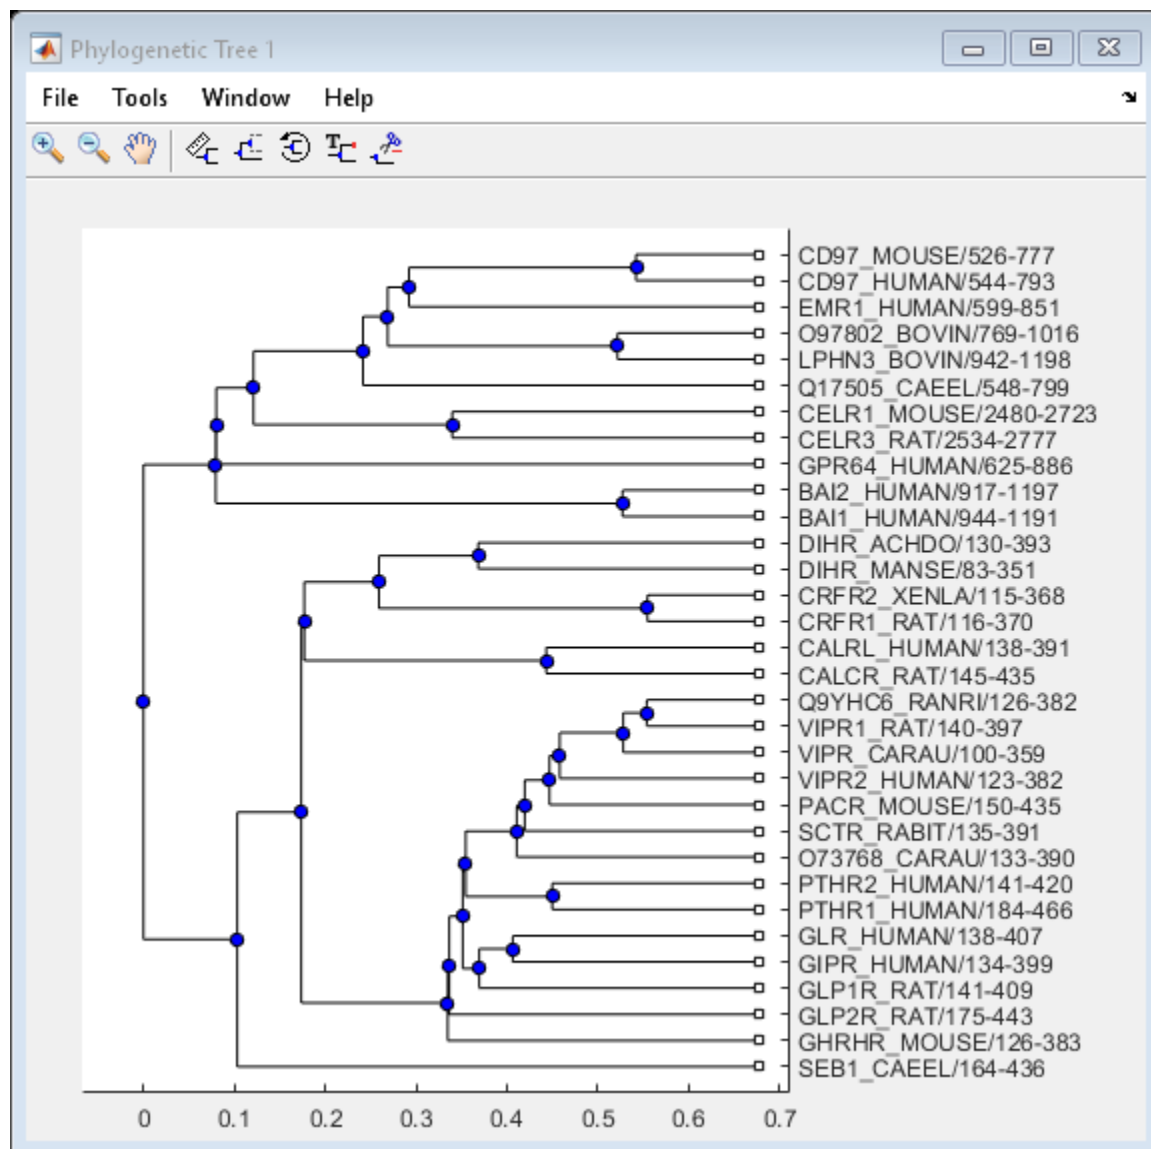 Phylogenetic Tree 1
File Tools Window Help
T
CD97_MOUSE/526-777
CD97_HUMAN/544-793
EMR1_HUMAN/599-851
O97802_BOVIN/769-1016
LPHN3_BOVIN/942-1198
Q17505_CAEEL/548-799
CELR1_MOUSE/2480-2723
CELR3_RAT/2534-2777
GPR64_HUMAN/625-886
BAI2_HUMAN/917-1197
BAI1_HUMAN/944-1191
DIHR_ACHDO/130-393
DIHR_MANSE/83-351
CRFR2_XENLA/115-368
CRFR1_RAT/116-370
CALRL_HUMAN/138-391
CALCR_RAT/145-435
Q9YHC6_RANRI/126-382
VIPR1_RAT/140-397
VIPR_CARAU/100-359
VIPR2_HUMAN/123-382
PACR_MOUSE/150-435
SCTR_RABIT/135-391
O73768_CARAU/133-390
PTHR2_HUMAN/141-420
PTHR1_HUMAN/184-466
GLR_HUMAN/138-407
GIPR_HUMAN/134-399
GLP1R_RAT/141-409
GLP2R_RAT/175-443
GHRHR_MOUSE/126-383
SEB1_CAEEL/164-436
0 0.1 0.2 0.3 0.4 0.5 0.6 0.7